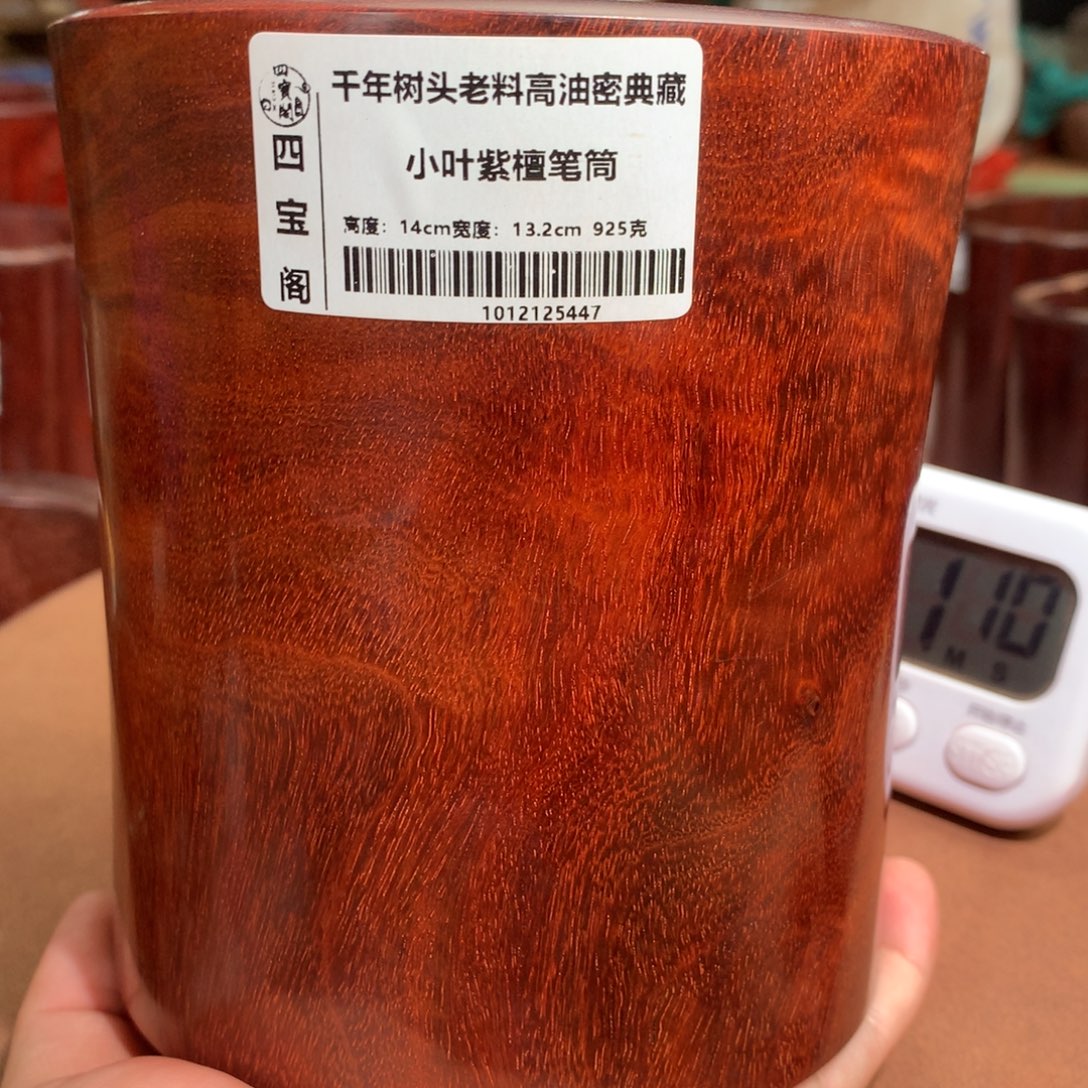 四宝阁
千年树头老料高油密典藏
小叶紫檀笔筒
高度：14cm宽度：13.2cm 925克
1012125447
1 10
M S